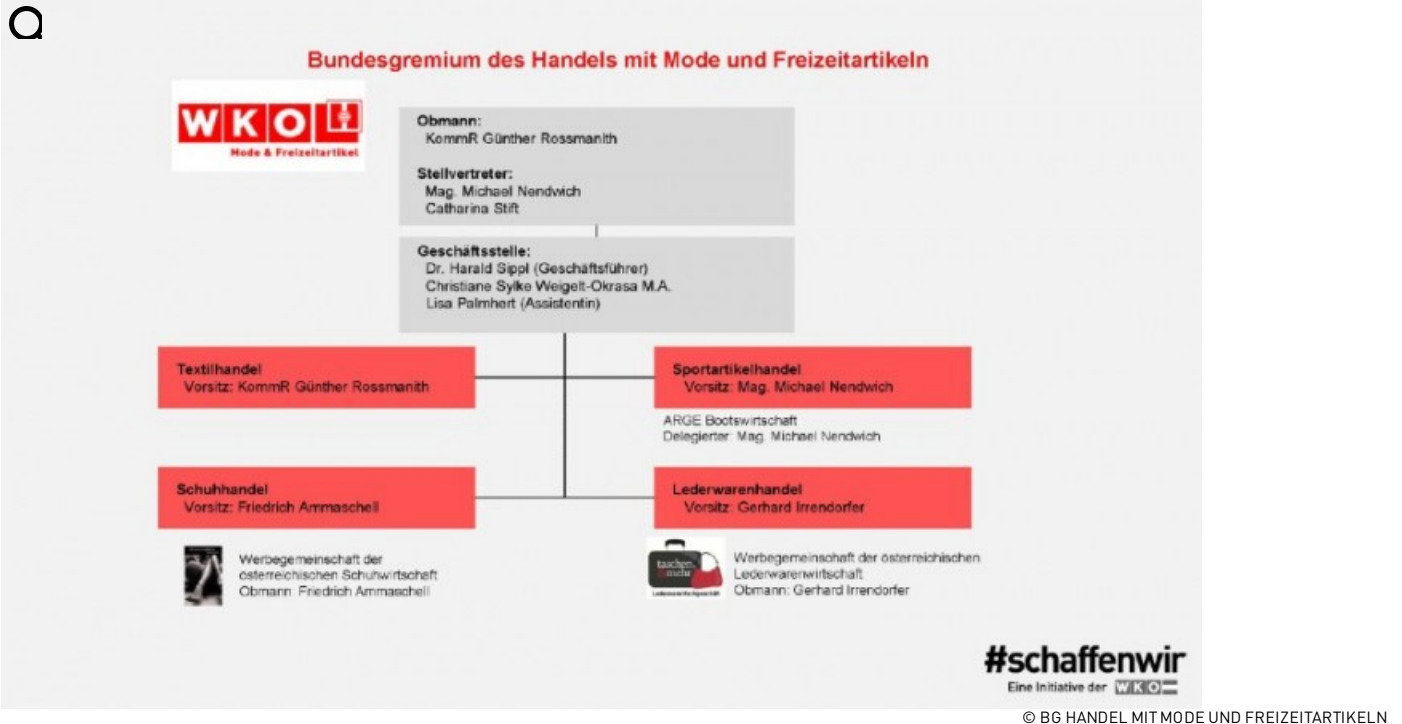 Bundesgremium des Handels mit Mode und Freizeitartikeln
WKO
Mode & Freizeitartikel
Obmann:
KommR Günther Rossmanith
Stellvertreter:
Mag. Michael Nendwich
Catharina Stift
Geschäftsstelle:
Dr. Harald Sippl (Geschäftsführer)
Christiane Sylke Weigelt-Okrasa M.A.
Lisa Palmhert (Assistentin)
Textilhandel
Vorsitz: KommR Günther Rossmanith
Sportartikelhandel
Vorsitz: Mag. Michael Nendwich
ARGE Bootswirtschaft
Delegierter: Mag. Michael Nendwich
Schuhhandel
Vorsitz: Friedrich Ammaschell
Lederwarenhandel
Vorsitz: Gerhard Irrendorfer
Werbegemeinschaft der
österreichischen Schuhwirtschaft
Obmann: Friedrich Ammaschell
taschen
mehr
Werbegemeinschaft der österreichischen
Lederwarenwirtschaft
Obmann: Gerhard Irrendorfer
#schaffenwir
Eine Initiative der WKO
© BG HANDEL MIT MODE UND FREIZEITARTIKELN